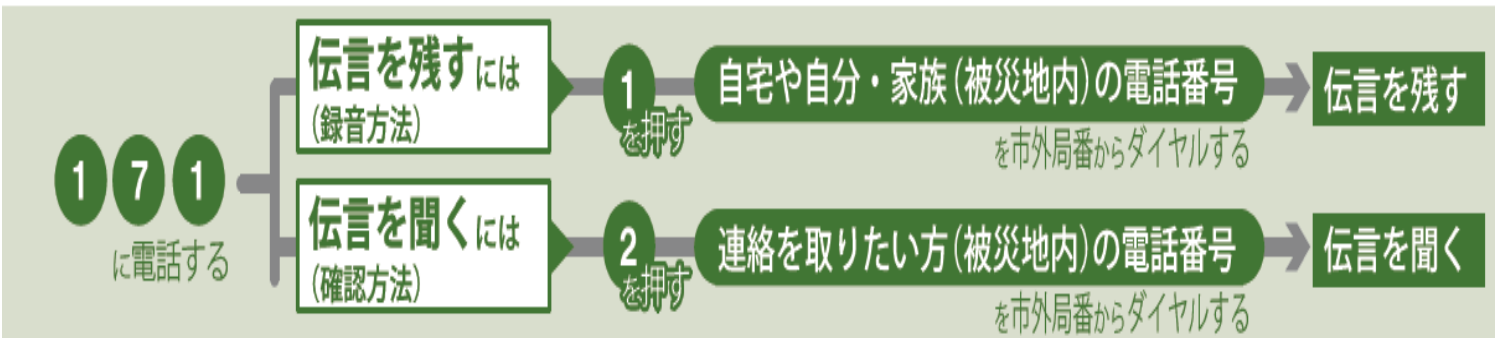 171
に電話する
伝言を残すには
(録音方法)
1
を押す
自宅や自分・家族(被災地内)の電話番号
を市外局番からダイヤルする
伝言を残す
伝言を聞くには
(確認方法)
2
を押す
連絡を取りたい方(被災地内)の電話番号
を市外局番からダイヤルする
伝言を聞く